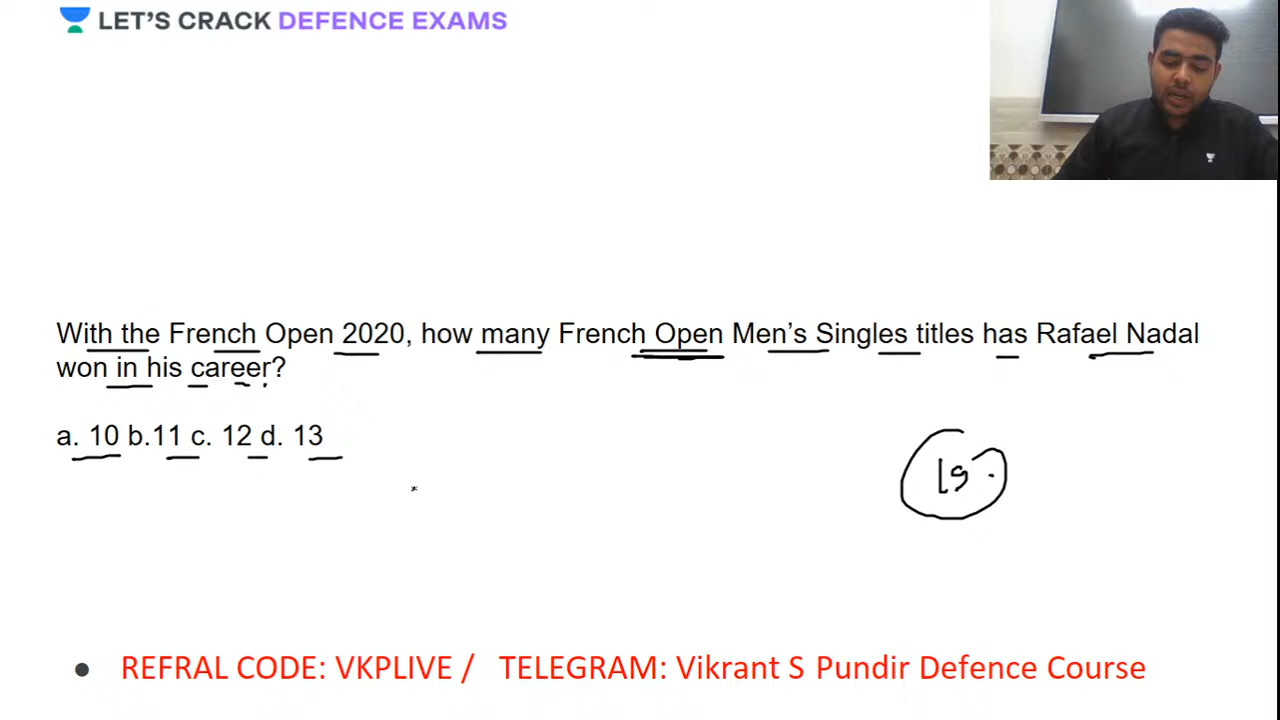 LET'S CRACK DEFENCE EXAMS
With the French Open 2020, how many French Open Men's Singles titles has Rafael Nadal
won in his career?
a. 10 b.11 c. 12 d. 13
19
● REFRAL CODE: VKPLIVE / TELEGRAM: Vikrant S Pundir Defence Course